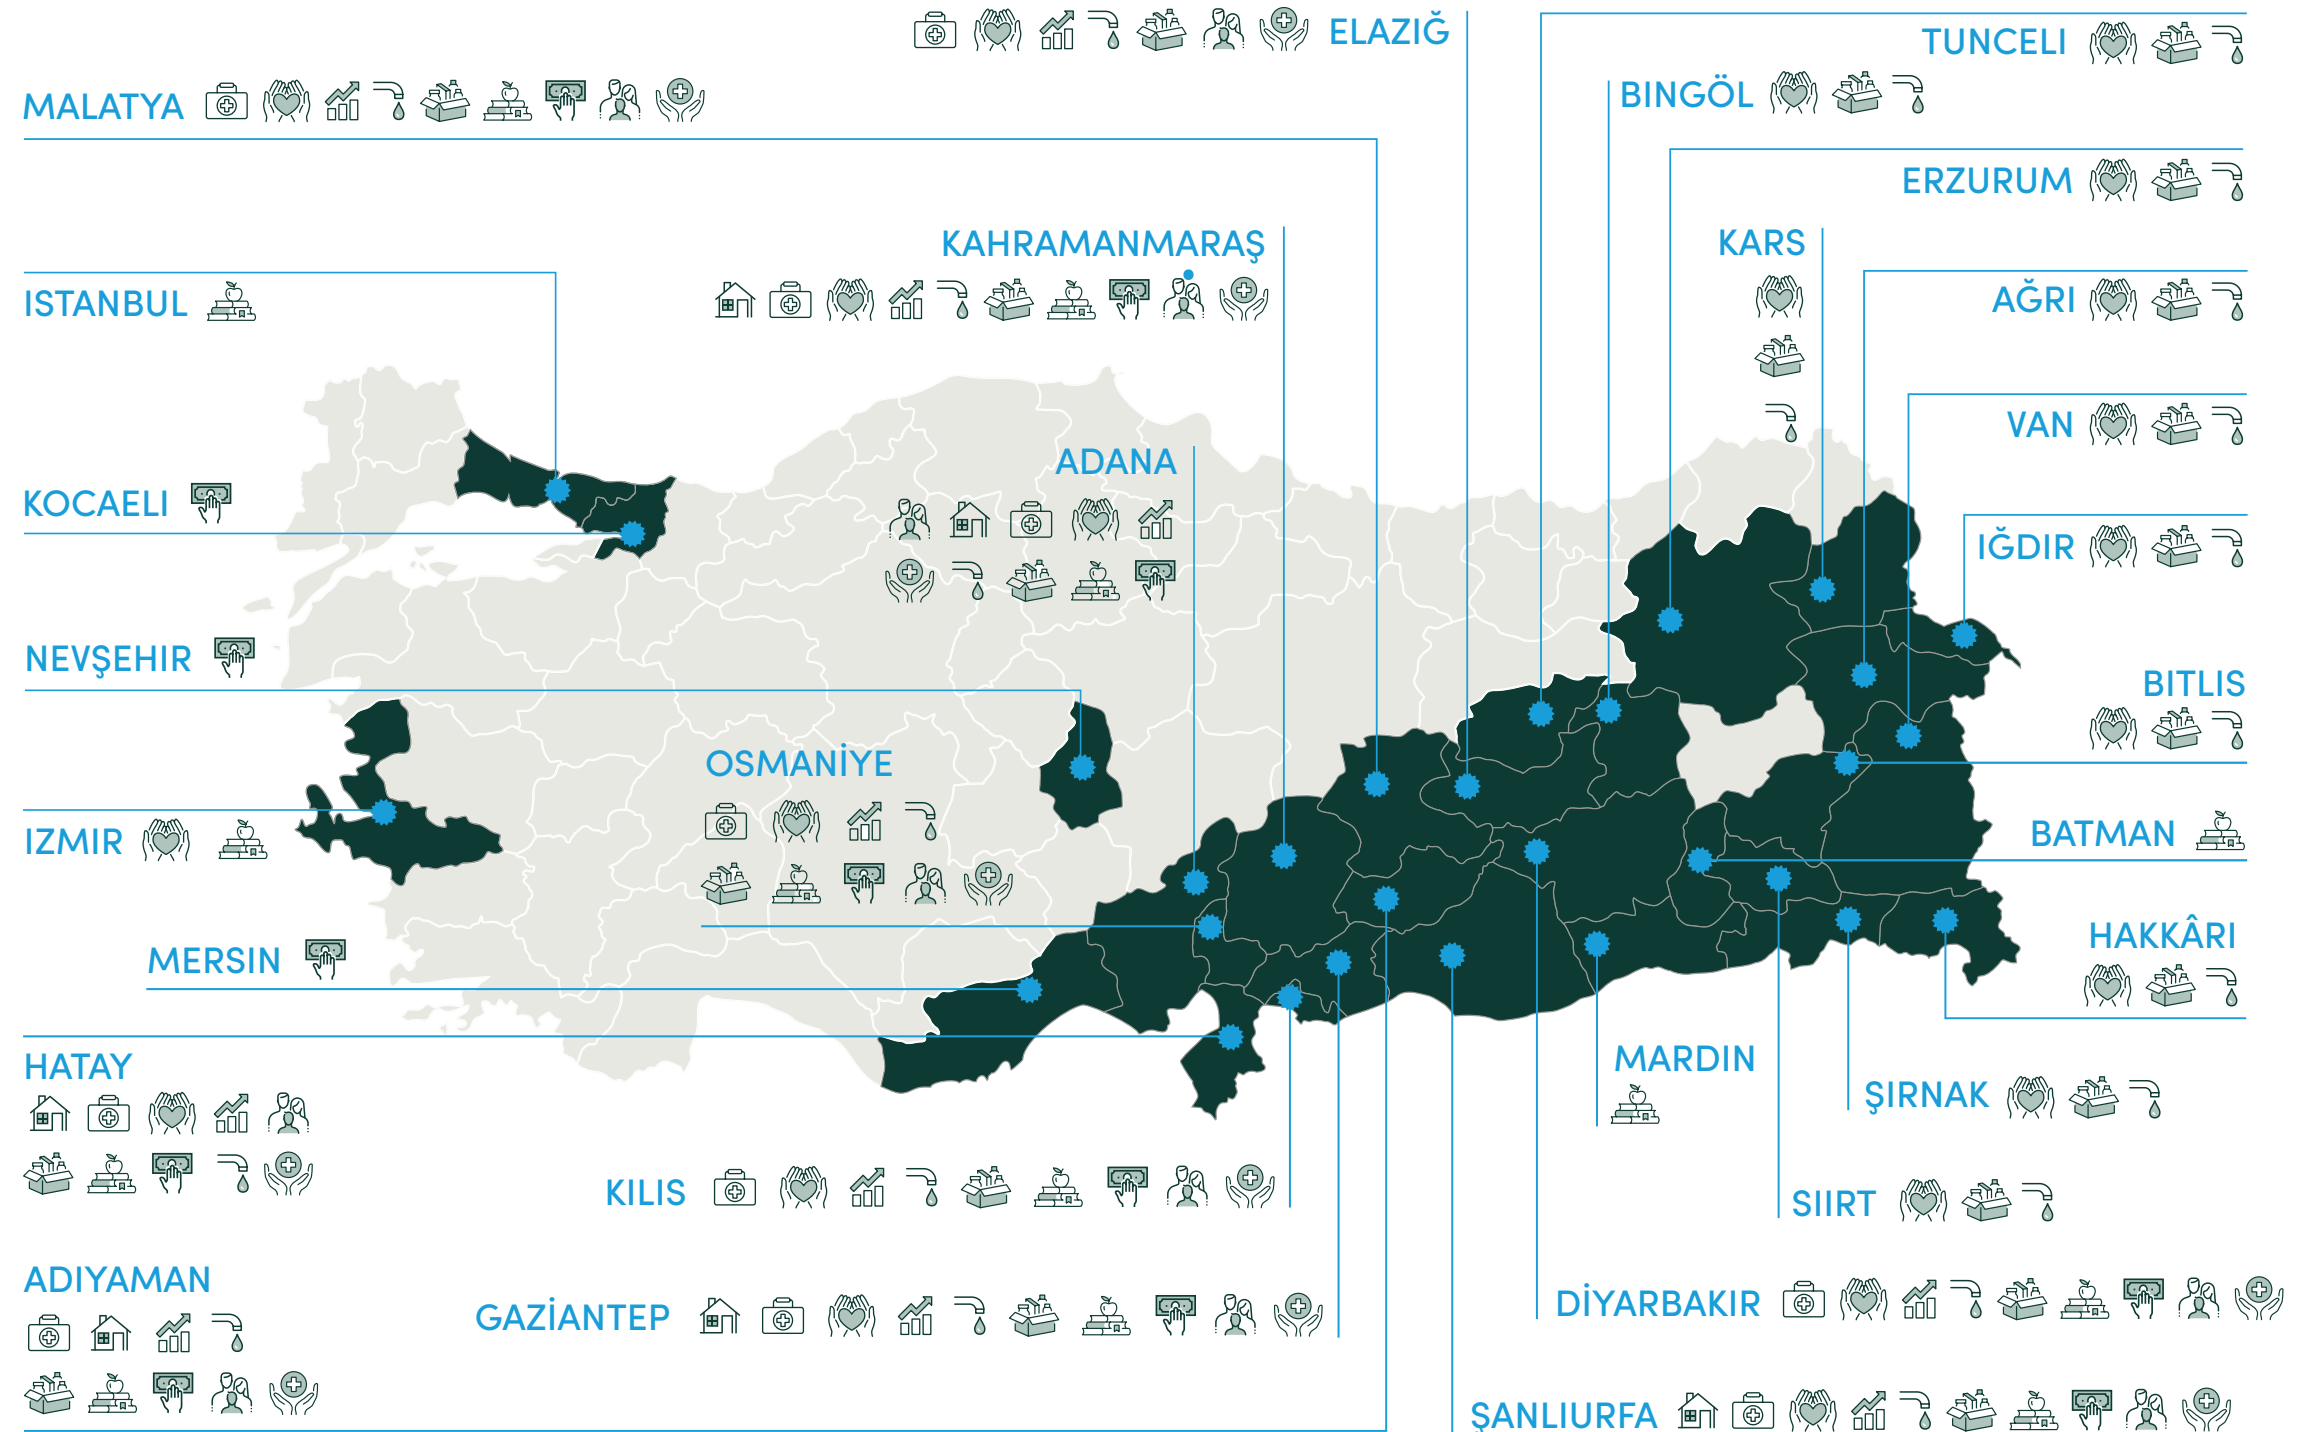 ELAZIĞ
TUNCELI
MALATYA
BINGÖL
ERZURUM
KAHRAMANMARAŞ
KARS
ISTANBUL
AĞRI
VAN
ADANA
KOCAELI
IĞDIR
NEVŞEHIR
BITLIS
OSMANİYE
IZMIR
BATMAN
MERSIN
HAKKÂRI
HATAY
MARDIN
ŞIRNAK
KILIS
SIIRT
ADIYAMAN
GAZİANTEP
DİYARBAKIR
ŞANLIURFA